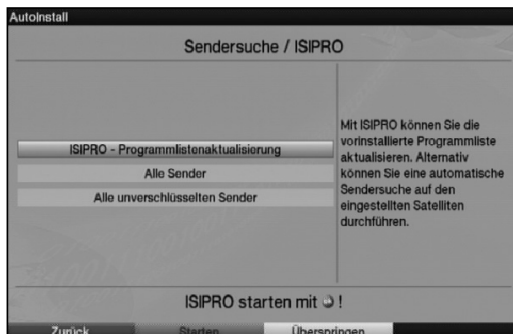 Autoinstall
Sendersuche / ISIPRO
ISIPRO - Programmlistenaktualisierung
Alle Sender
Alle unverschlüsselten Sender
Mit ISIPRO können Sie die
vorinstallierte Programmliste
aktualisieren. Alternativ
können Sie eine automatische
Sendersuche auf den
eingestellten Satelliten
durchführen.
ISIPRO starten mit !
Zurück Starten Überspringen